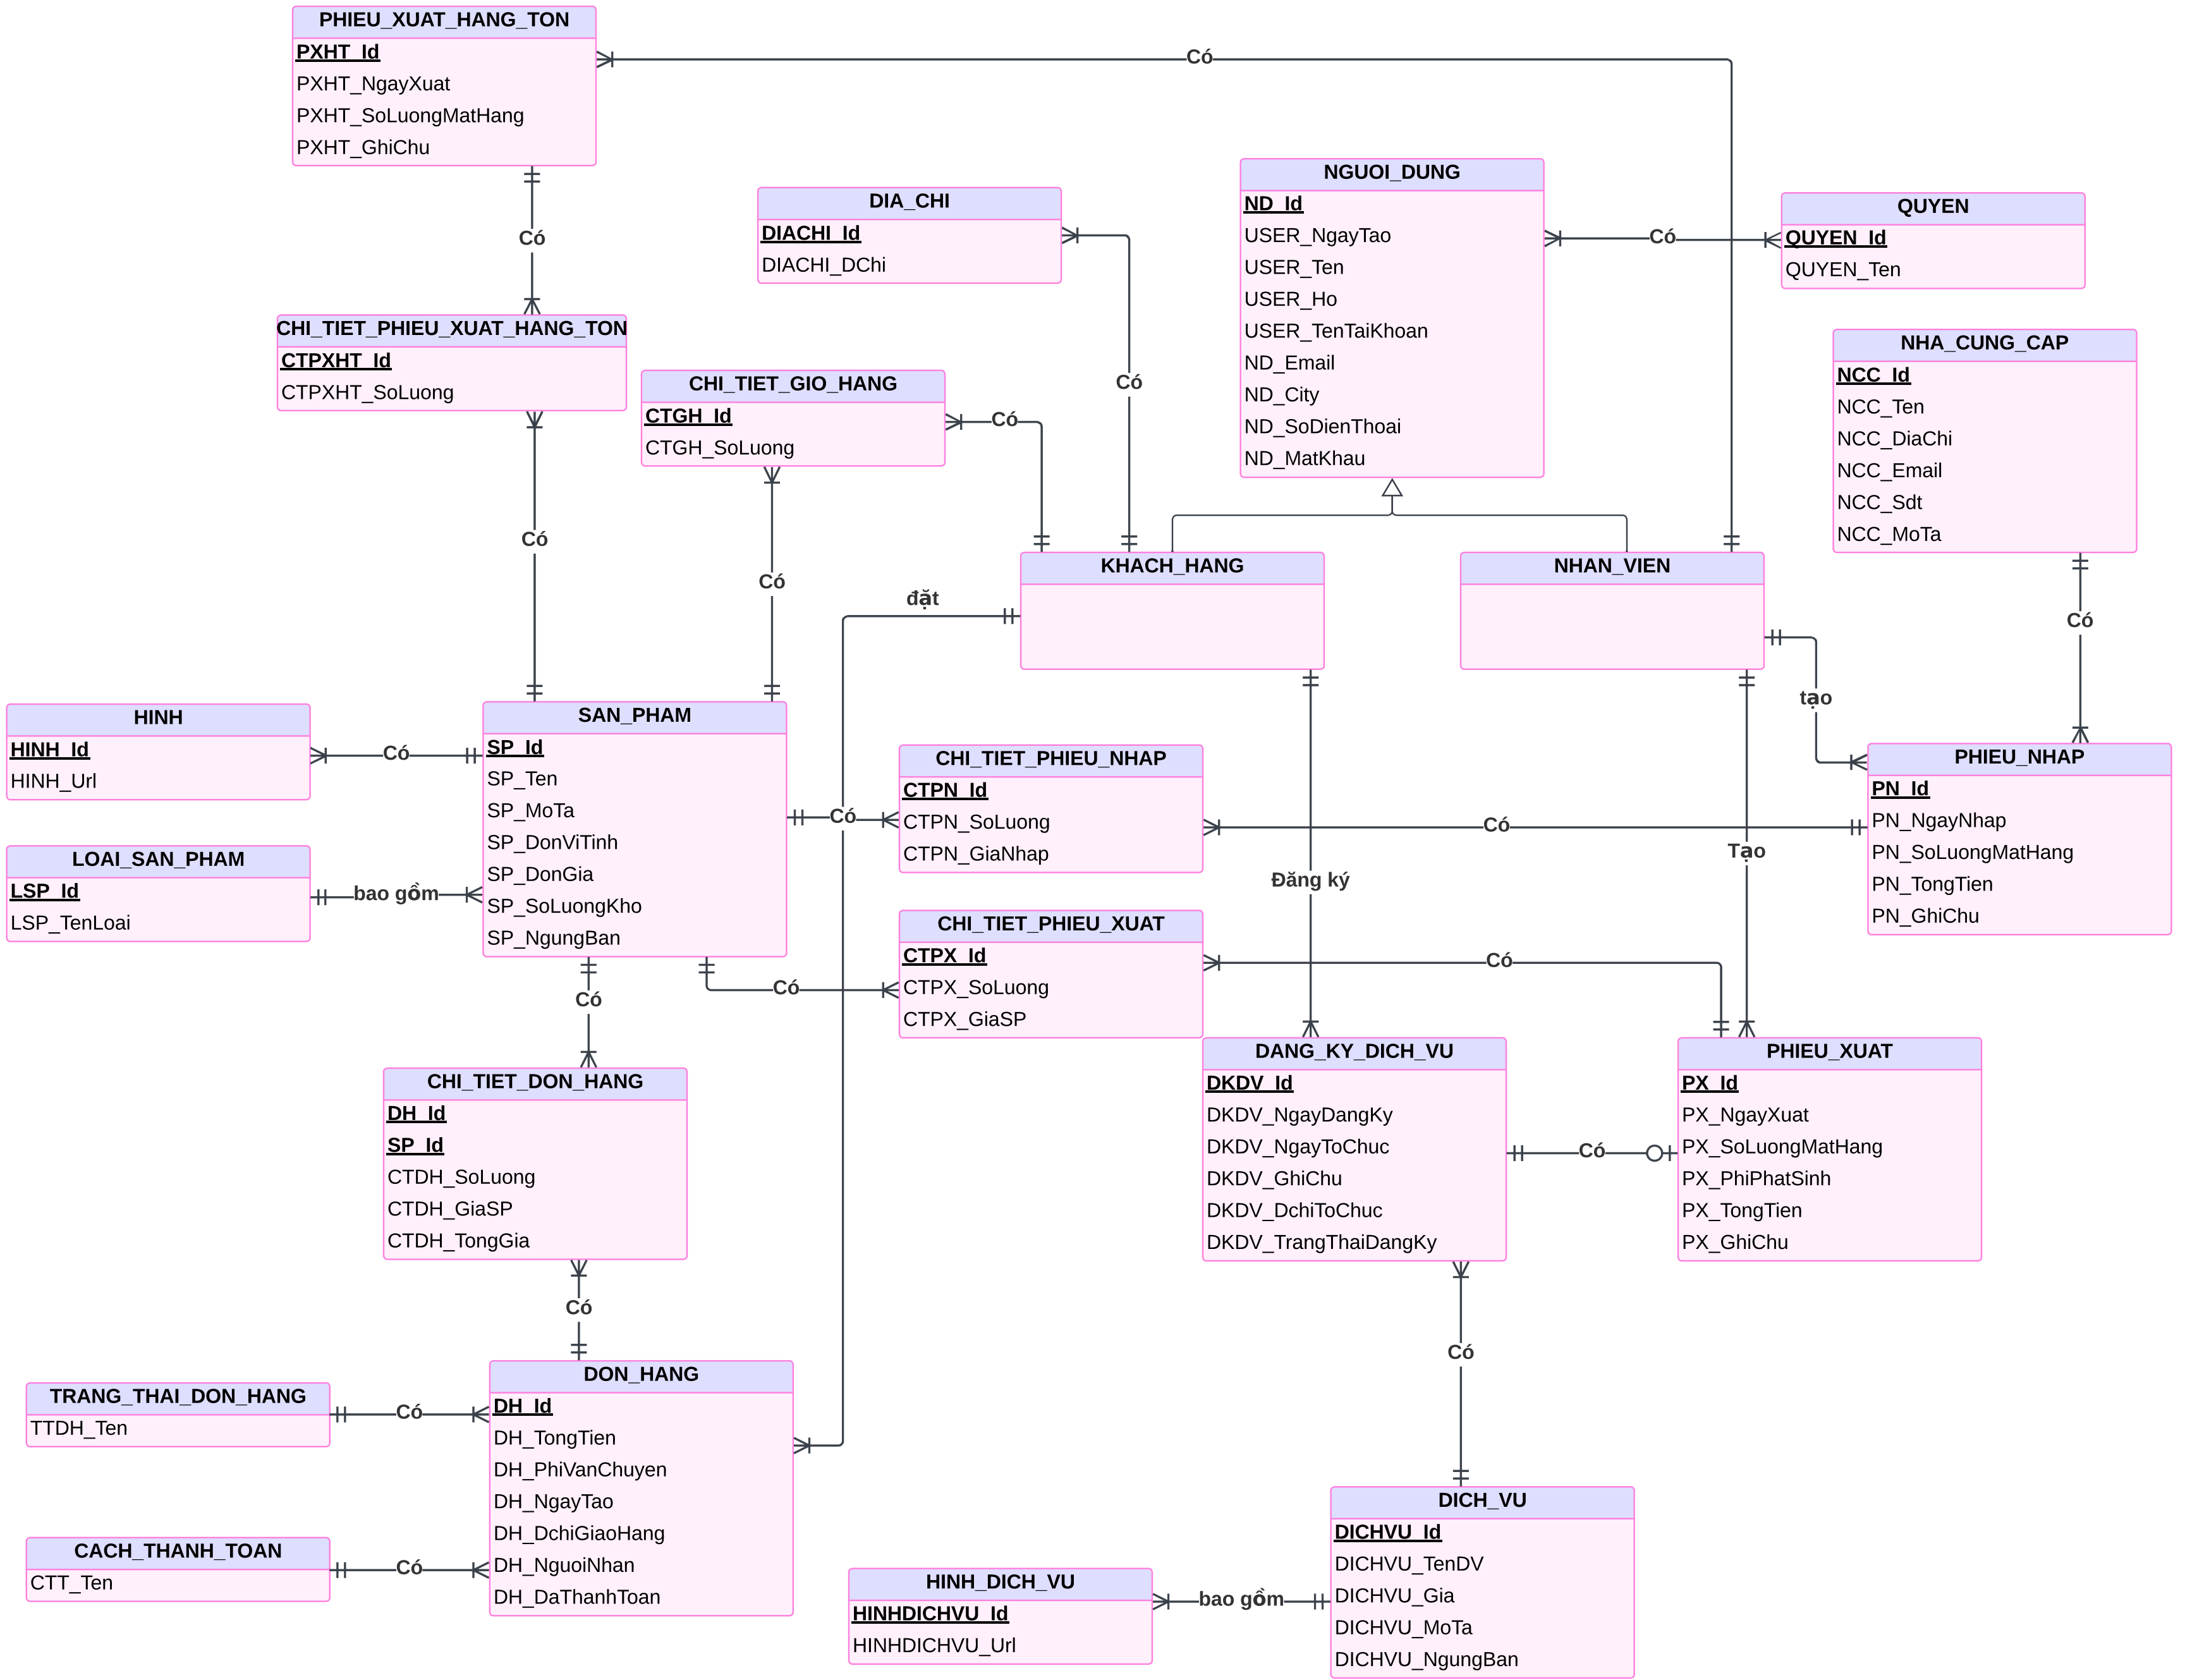 PHIEU_XUAT_HANG_TON
PXHT_Id
PXHT_NgayXuat
PXHT_SoLuongMatHang
PXHT_GhiChu
Có
Có
DIA_CHI
DIACHI_Id
DIACHI_DChi
Có
NGUOI_DUNG
ND_Id
USER_NgayTao
USER_Ten
USER_Ho
USER_TenTaiKhoan
ND_Email
ND_City
ND_SoDienThoai
ND_MatKhau
Có
QUYEN
QUYEN_Id
QUYEN_Ten
CHI_TIET_PHIEU_XUAT_HANG_TON
CTPXHT_Id
CTPXHT_SoLuong
Có
CHI_TIET_GIO_HANG
CTGH_Id
CTGH_SoLuong
Có
Có
NHA_CUNG_CAP
NCC_Id
NCC_Ten
NCC_DiaChi
NCC_Email
NCC_Sdt
NCC_MoTa
Có
KHACH_HANG
NHAN_VIEN
đặt
tạo
HINH
HINH_Id
HINH_Url
Có
SAN_PHAM
SP_Id
SP_Ten
SP_MoTa
SP_DonViTinh
SP_DonGia
SP_SoLuongKho
SP_NgungBan
LOAI_SAN_PHAM
LSP_Id
LSP_TenLoai
bao gồm
Có
CHI_TIET_PHIEU_NHAP
CTPN_Id
CTPN_SoLuong
CTPN_GiaNhap
Có
PHIEU_NHAP
PN_Id
PN_NgayNhap
PN_SoLuongMatHang
PN_TongTien
PN_GhiChu
Đăng ký
Tạo
Có
CHI_TIET_PHIEU_XUAT
CTPX_Id
CTPX_SoLuong
CTPX_GiaSP
Có
Có
CHI_TIET_DON_HANG
DH_Id
SP_Id
CTDH_SoLuong
CTDH_GiaSP
CTDH_TongGia
DANG_KY_DICH_VU
DKDV_Id
DKDV_NgayDangKy
DKDV_NgayToChuc
DKDV_GhiChu
DKDV_DchiToChuc
DKDV_TrangThaiDangKy
Có
PHIEU_XUAT
PX_Id
PX_NgayXuat
PX_SoLuongMatHang
PX_PhiPhatSinh
PX_TongTien
PX_GhiChu
Có
Có
TRANG_THAI_DON_HANG
TTDH_Ten
Có
DON_HANG
DH_Id
DH_TongTien
DH_PhiVanChuyen
DH_NgayTao
DH_DchiGiaoHang
DH_NguoiNhan
DH_DaThanhToan
CACH_THANH_TOAN
CTT_Ten
Có
HINH_DICH_VU
HINHDICHVU_Id
HINHDICHVU_Url
bao gồm
DICH_VU
DICHVU_Id
DICHVU_TenDV
DICHVU_Gia
DICHVU_MoTa
DICHVU_NgungBan